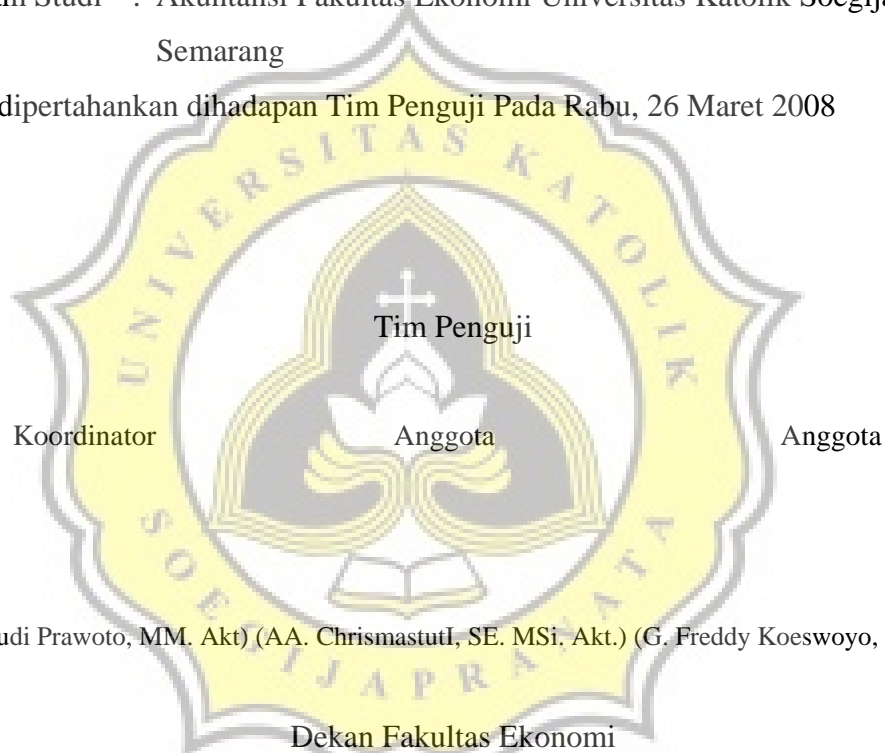 Studi : Akuntansi Fakultas Ekonomi Universitas Katolik
Semarang
dipertahankan dihadapan Tim Penguji Pada Rabu, 26 Maret 2008
UNIVERSITAS KATOLIK
Tim Penguji
Koordinator Anggota Anggota
SOEGIJAPRANATA
Prawoto, MM. Akt) (AA. ChrismastutI, SE. MSi. Akt.) (G. Freddy Koeswoyo,
Dekan Fakultas Ekonomi